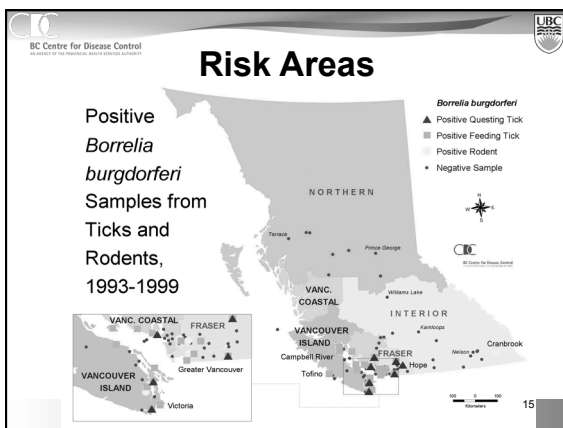 BC Centre for Disease Control
AN AGENCY OF THE PROVINCIAL HEALTH SERVICES AUTHORITY
UBC
Risk Areas
Positive
Borrelia
burgdorferi
Samples from
Ticks and
Rodents,
1993-1999
Borrelia burgdorferi
Positive Questing Tick
Positive Feeding Tick
Positive Rodent
Negative Sample
N
W E
S
BC Centre for Disease Control
NORTHERN
Terrace
Prince George
VANC.
COASTAL
Williams Lake
INTERIOR
VANCOUVER
ISLAND
Kamloops
Campbell River
FRASER
Nelson
Cranbrook
Hope
Tofino
VANC. COASTAL
FRASER
Greater Vancouver
VANCOUVER
ISLAND
Victoria
100 0 100
Kilometers
15